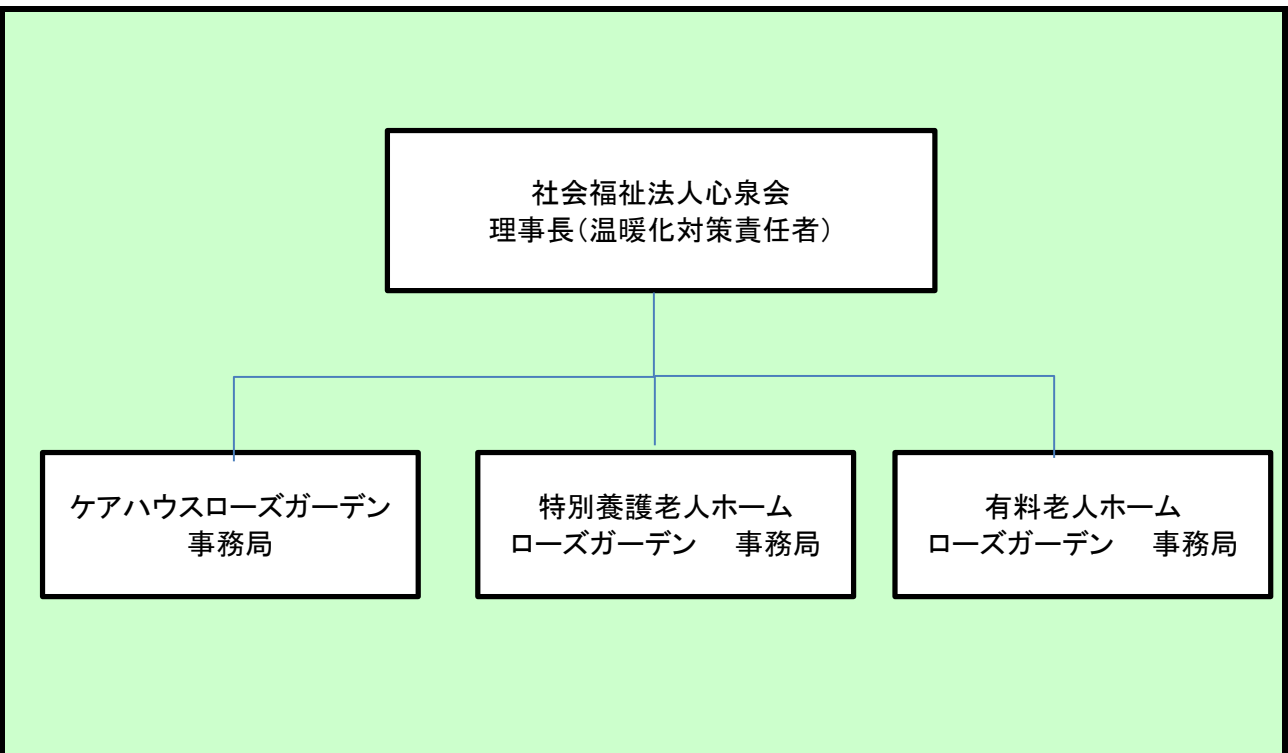 社会福祉法人心泉会
理事長(温暖化対策責任者)
ケアハウスローズガーデン
事務局
特別養護老人ホーム
ローズガーデン　事務局
有料老人ホーム
ローズガーデン　事務局